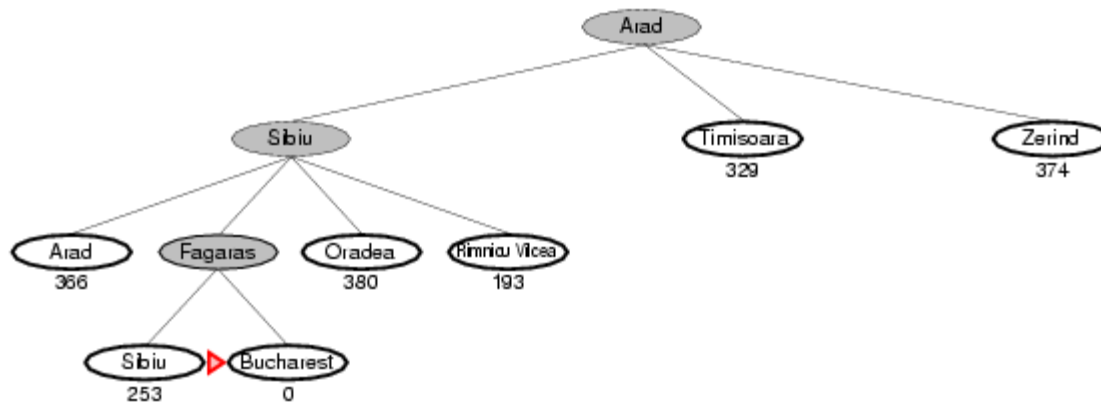 Arad
Sibiu
Timisoara
Zerind
329
374
Arad
Fagaras
Oradea
Rimnicu Vilcea
366
380
193
Sibiu
Bucharest
253
0